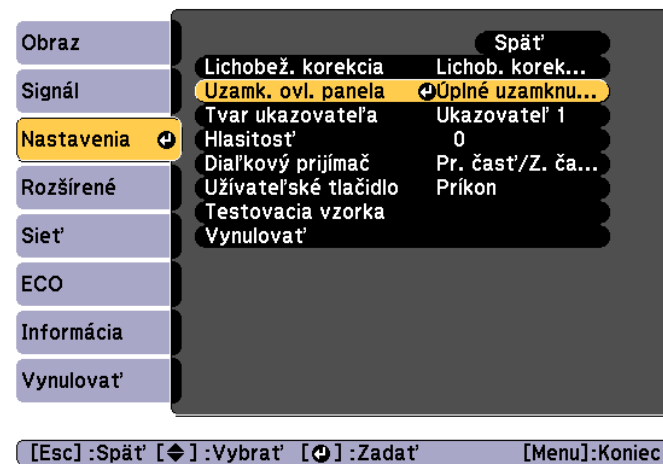 Obraz
Signál
Nastavenia
Rozšírené
Sieť
ECO
Informácia
Vynulovať
Späť
Lichobež. korekcia Lichob. korek...
Uzamk. ovl. panela Úplné uzamknu...
Tvar ukazovateľa Ukazovateľ 1
Hlasitosť 0
Diaľkový prijímač Pr. časť/Z. ča...
Užívateľské tlačidlo Príkon
Testovacia vzorka
Vynulovať
[Esc] :Späť [ ] :Vybrať [ ] :Zadať [Menu]:Koniec